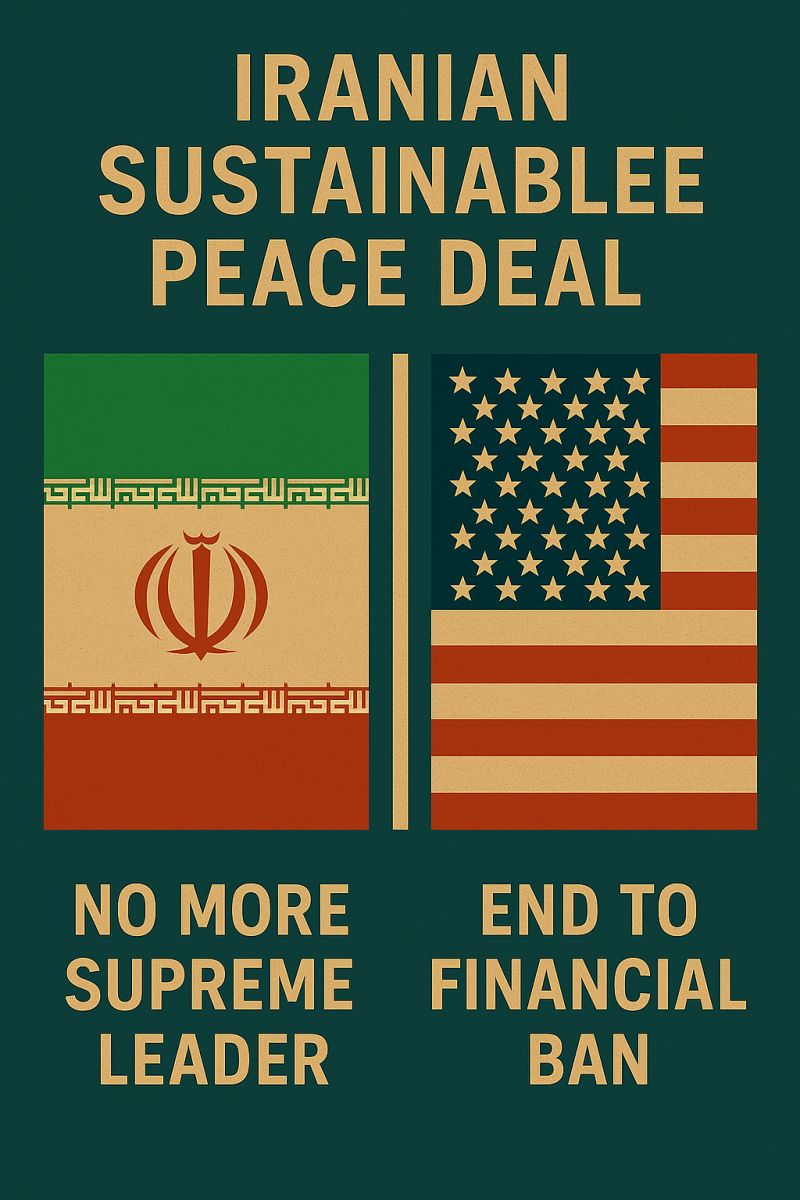 IRANIAN
SUSTAINABLEE
PEACE DEAL
NO MORE
SUPREME
LEADER
END TO
FINANCIAL
BAN